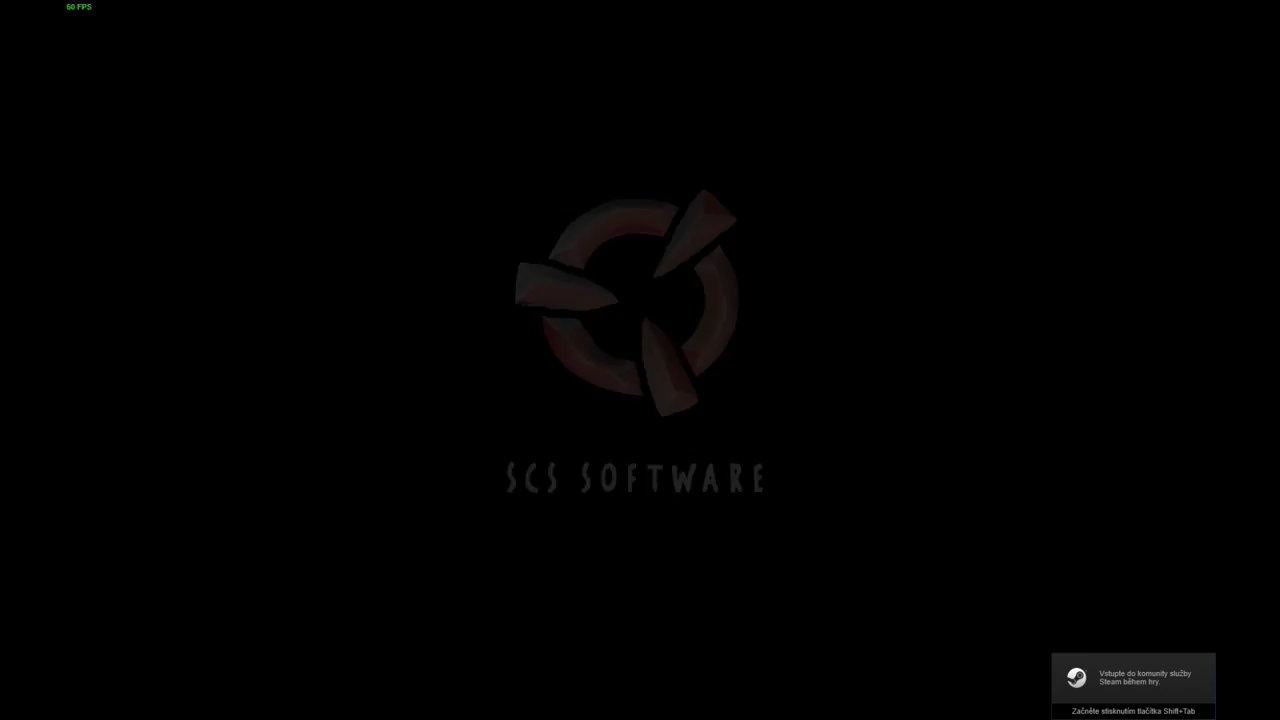 60 FPS
SCS SOFTWARE
Vstupte do komunity služby
Steam během hry.
Začněte stisknutím tlačítka Shift+Tab